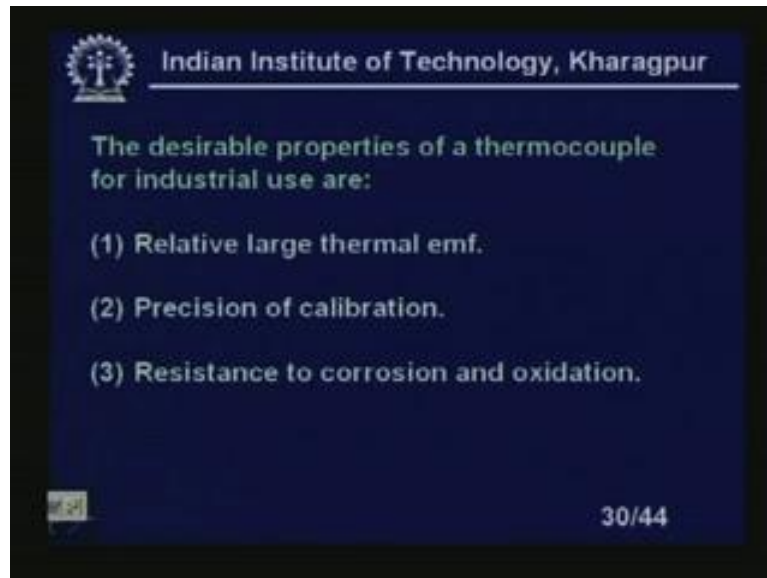 Indian Institute of Technology, Kharagpur
The desirable properties of a thermocouple
for industrial use are:
(1) Relative large thermal emf.
(2) Precision of calibration.
(3) Resistance to corrosion and oxidation.
30/44